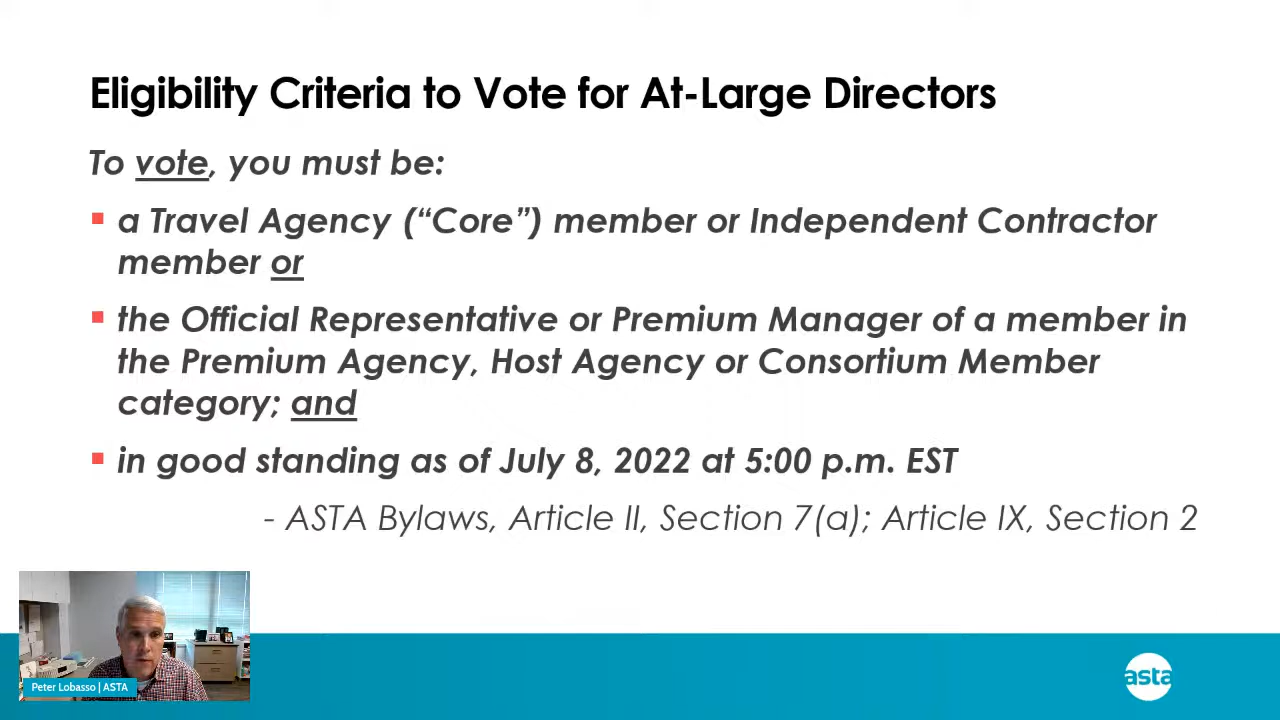 Eligibility Criteria to Vote for At-Large Directors
To vote, you must be:
▪ a Travel Agency (“Core”) member or Independent Contractor
member or
▪ the Official Representative or Premium Manager of a member in
the Premium Agency, Host Agency or Consortium Member
category; and
▪ in good standing as of July 8, 2022 at 5:00 p.m. EST
- ASTA Bylaws, Article II, Section 7(a); Article IX, Section 2
Peter Lobasso | ASTA
asta